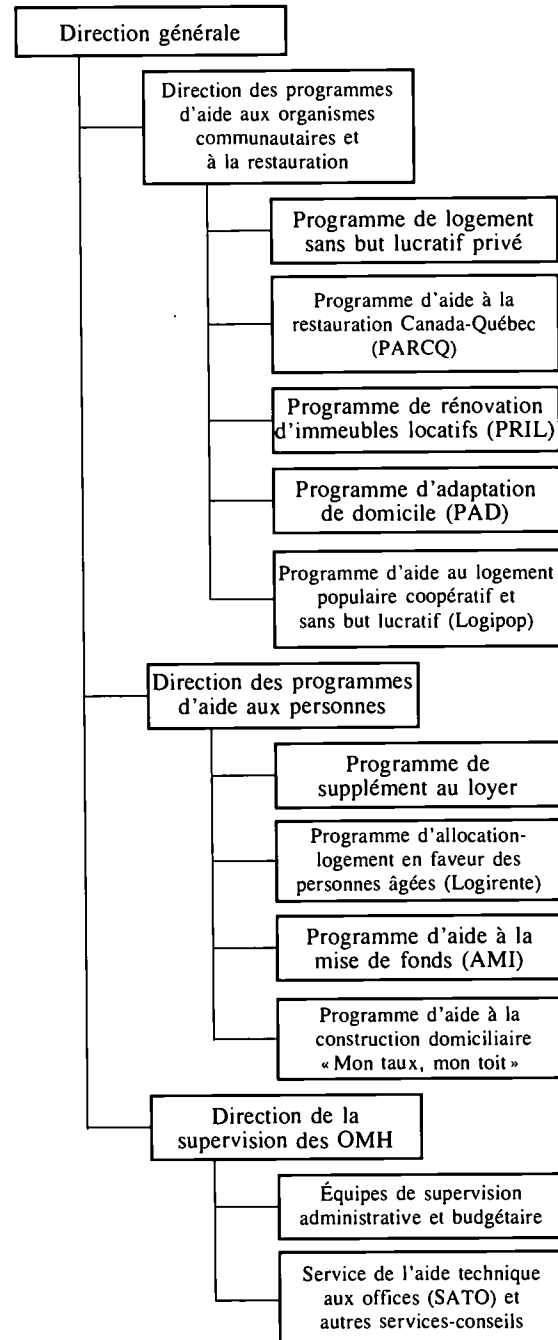 Direction générale
Direction des programmes
d'aide aux organismes
communautaires et
à la restauration
Programme de logement
sans but lucratif privé
Programme d'aide à la
restauration Canada-Québec
(PARCQ)
Programme de rénovation
d'immeubles locatifs (PRIL)
Programme d'adaptation
de domicile (PAD)
Programme d'aide au logement
populaire coopératif et
sans but lucratif (Logipop)
Direction des programmes
d'aide aux personnes
Programme de
supplément au loyer
Programme d'allocation-
logement en faveur des
personnes âgées (Logirente)
Programme d'aide à la
mise de fonds (AMI)
Programme d'aide à la
construction domiciliaire
« Mon taux, mon toit »
Direction de la
supervision des OMH
Équipes de supervision
administrative et budgétaire
Service de l'aide technique
aux offices (SATO) et
autres services-conseils